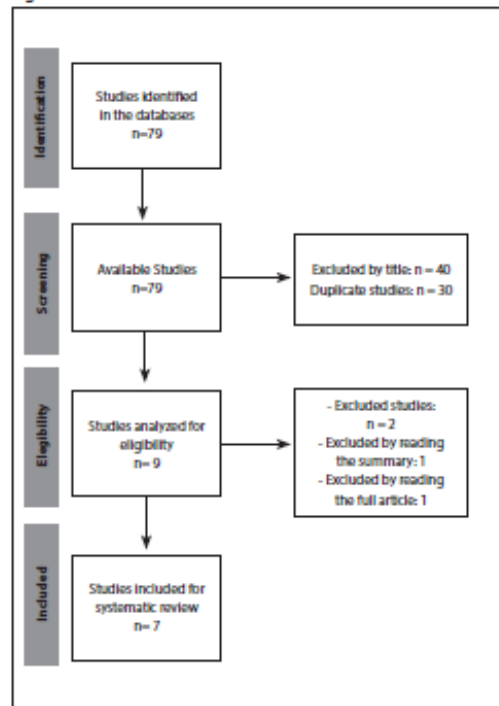 Identification
Studies identified
in the databases
n=79
Screening
Available Studies
n=79
Excluded by title: n = 40
Duplicate studies: n = 30
Elegibility
Studies analyzed for
eligibility
n= 9
- Excluded studies:
n = 2
- Excluded by reading
the summary: 1
- Excluded by reading
the full article: 1
Included
Studies included for
systematic review
n= 7